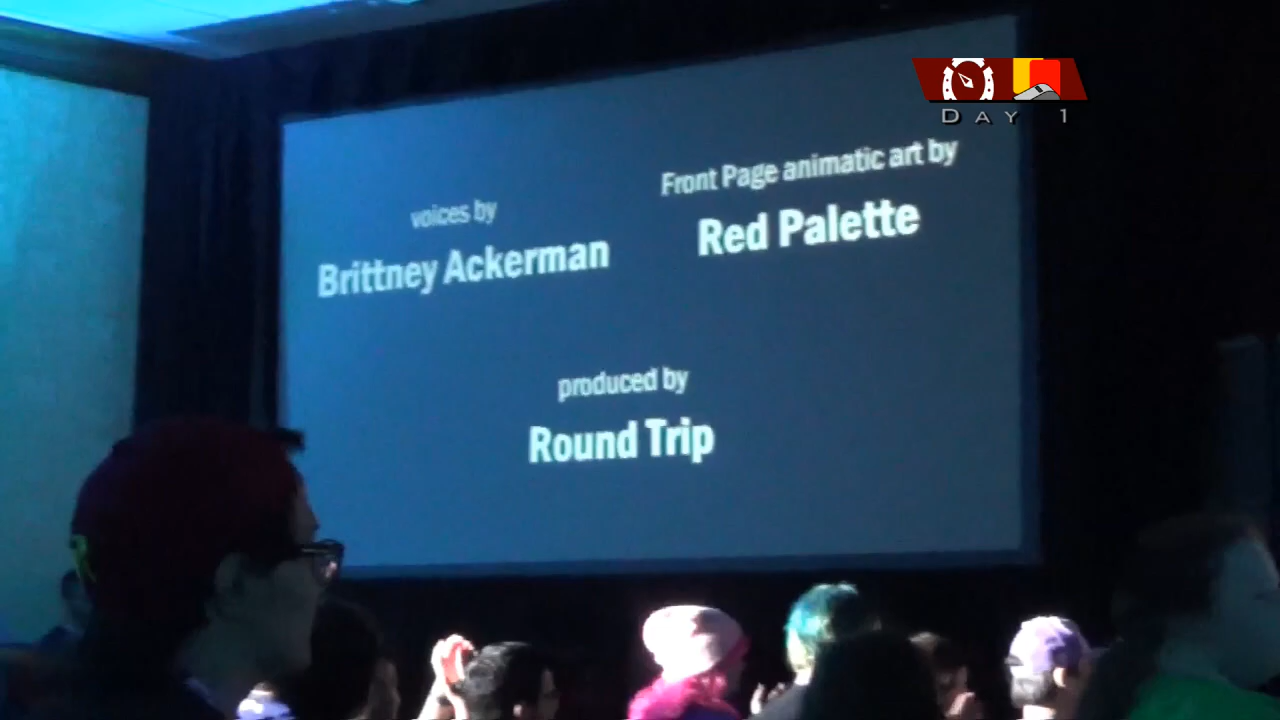 Day 1
Front Page animatic art by
Red Palette
voices by
Brittney Ackerman
produced by
Round Trip